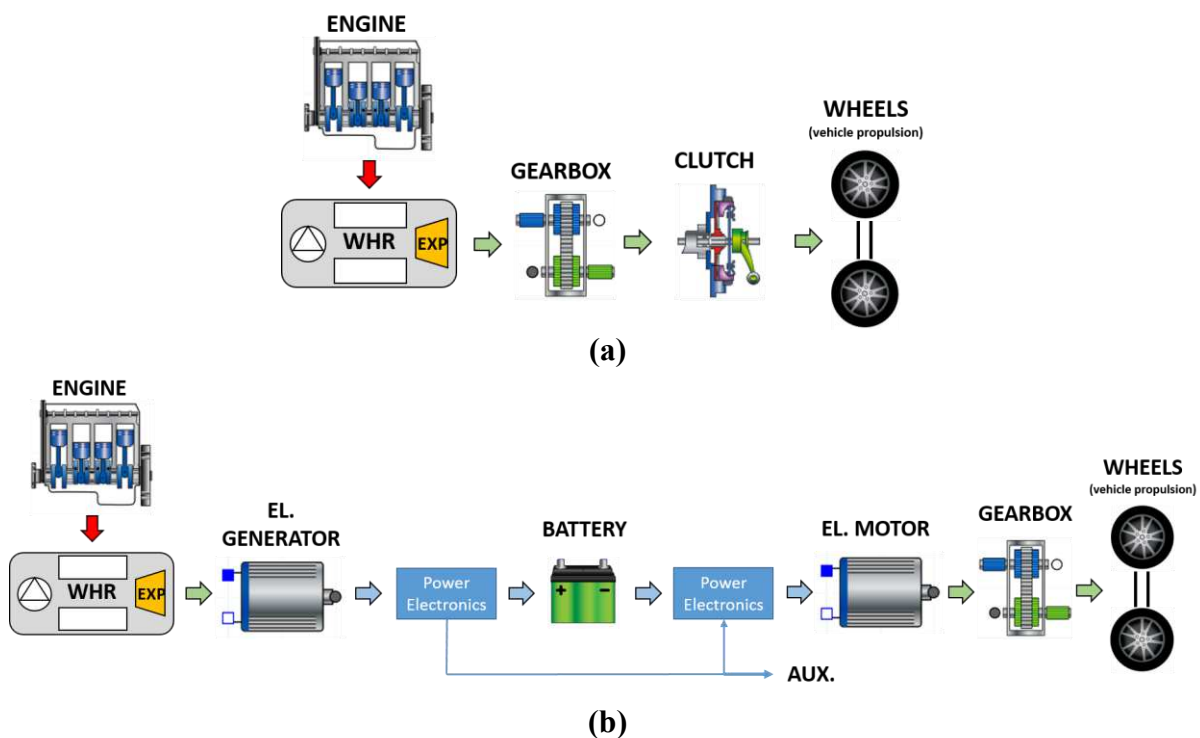 ENGINE
WHEELS
(vehicle propulsion)
GEARBOX
CLUTCH
WHR
EXP
(a)
ENGINE
EL.
GENERATOR
BATTERY
EL. MOTOR
GEARBOX
WHEELS
(vehicle propulsion)
WHR
EXP
Power
Electronics
+ −
Power
Electronics
AUX.
(b)